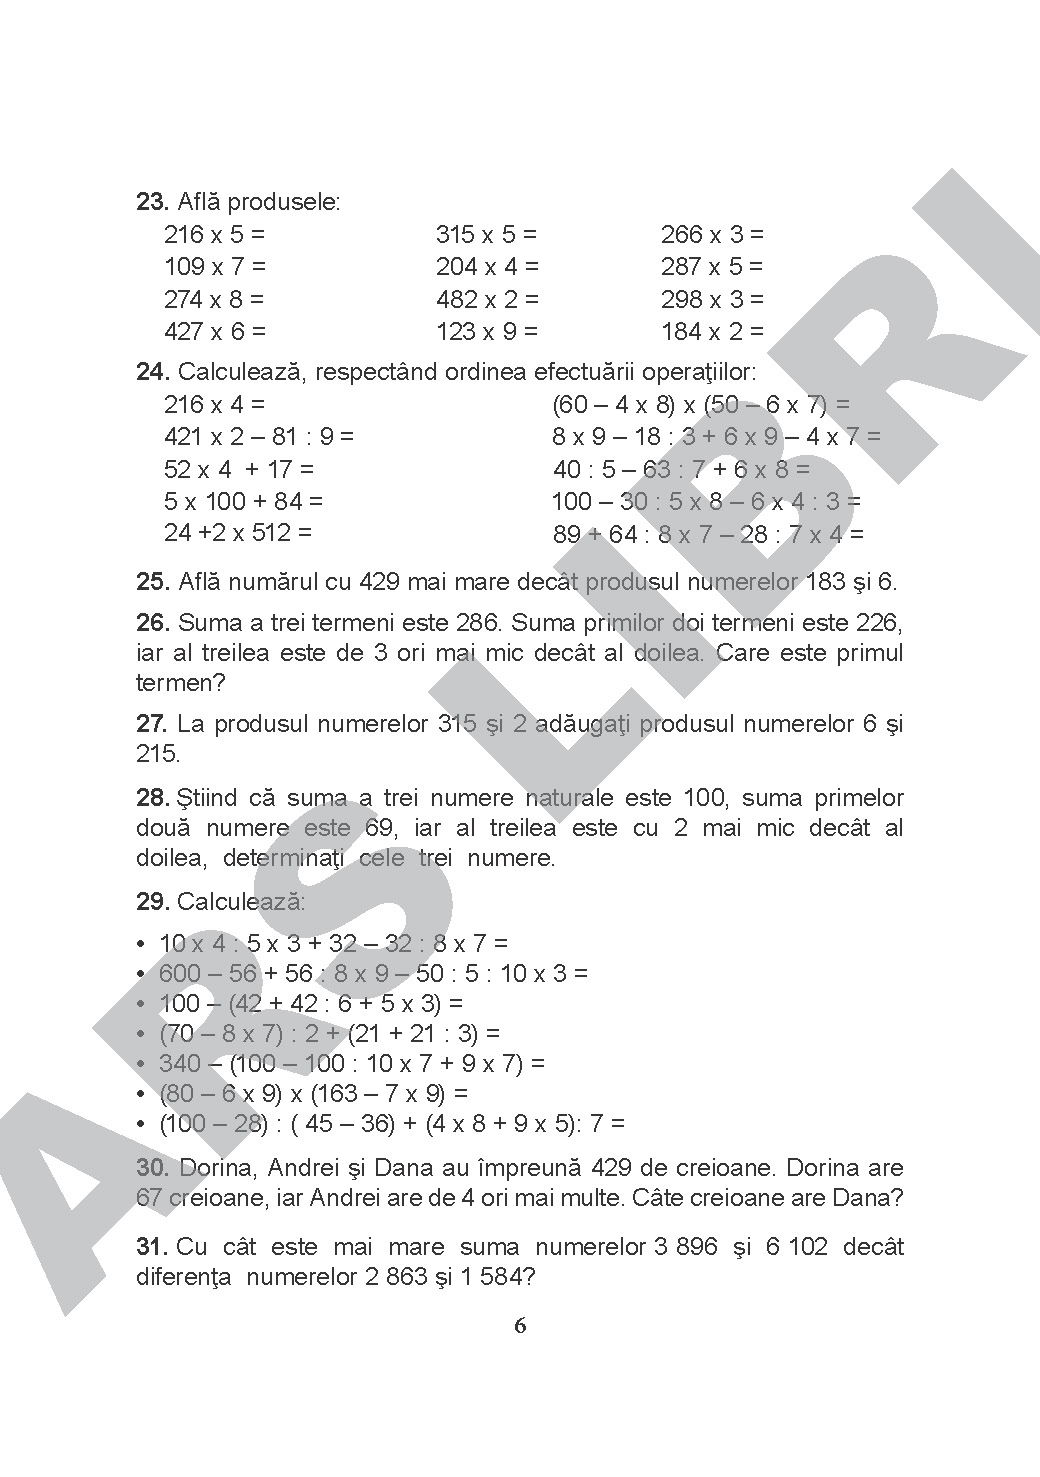 23. Află produsele:
216 x 5 = 315 x 5 = 266 x 3 =
109 x 7 = 204 x 4 = 287 x 5 =
274 x 8 = 482 x 2 = 298 x 3 =
427 x 6 = 123 x 9 = 184 x 2 =
24. Calculează, respectând ordinea efectuării operaţiilor:
216 x 4 = (60 – 4 x 8) x (50 – 6 x 7) =
421 x 2 – 81 : 9 = 8 x 9 – 18 : 3 + 6 x 9 – 4 x 7 =
52 x 4 + 17 = 40 : 5 – 63 : 7 + 6 x 8 =
5 x 100 + 84 = 100 – 30 : 5 x 8 – 6 x 4 : 3 =
24 +2 x 512 = 89 + 64 : 8 x 7 – 28 : 7 x 4 =
25. Află numărul cu 429 mai mare decât produsul numerelor 183 şi 6.
26. Suma a trei termeni este 286. Suma primilor doi termeni este 226,
iar al treilea este de 3 ori mai mic decât al doilea. Care este primul
termen?
27. La produsul numerelor 315 şi 2 adăugaţi produsul numerelor 6 şi
215.
28. Ştiind că suma a trei numere naturale este 100, suma primelor
două numere este 69, iar al treilea este cu 2 mai mic decât al
doilea, determinaţi cele trei numere.
29. Calculează:
• 10 x 4 : 5 x 3 + 32 – 32 : 8 x 7 =
• 600 – 56 + 56 : 8 x 9 – 50 : 5 : 10 x 3 =
• 100 – (42 + 42 : 6 + 5 x 3) =
• (70 – 8 x 7) : 2 + (21 + 21 : 3) =
• 340 – (100 – 100 : 10 x 7 + 9 x 7) =
• (80 – 6 x 9) x (163 – 7 x 9) =
• (100 – 28) : ( 45 – 36) + (4 x 8 + 9 x 5): 7 =
30. Dorina, Andrei şi Dana au împreună 429 de creioane. Dorina are
67 creioane, iar Andrei are de 4 ori mai multe. Câte creioane are Dana?
31. Cu cât este mai mare suma numerelor 3 896 şi 6 102 decât
diferenţa numerelor 2 863 şi 1 584?
6
ARS LIBRI